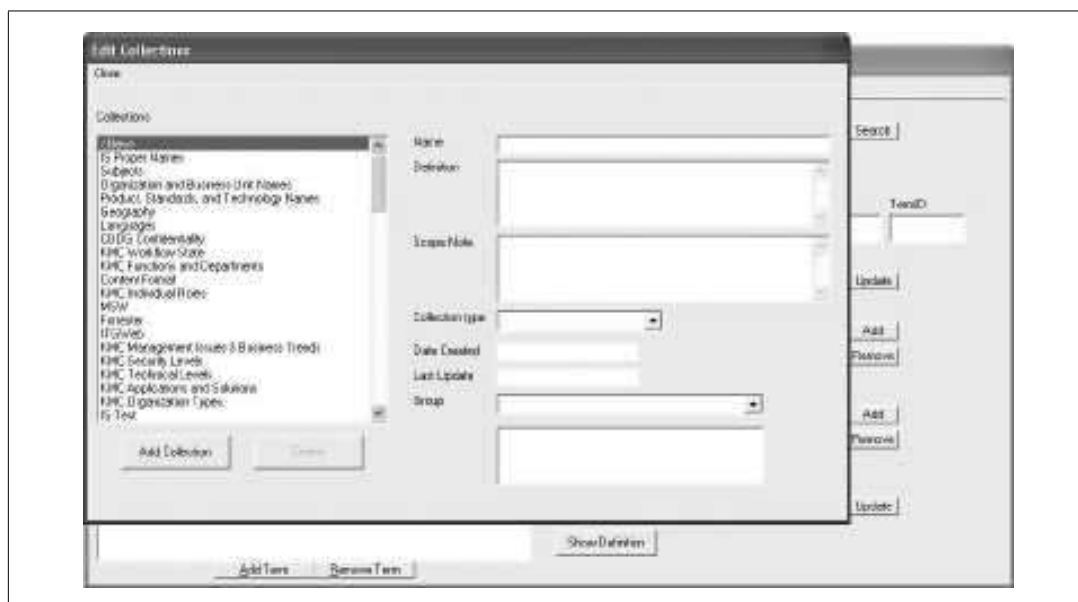 Edit Collections
Close
Collections
IS Proper Names
Subjects
Organization and Business Unit Names
Product, Standards, and Technology Names
Geography
Languages
Confidentiality
KMC Workflow State
KMC Functions and Departments
Content Format
KMC Individual Roles
MSW
Forrester
ITGWeb
KMC Management Issues & Business Trends
KMC Security Levels
KMC Technical Levels
KMC Applications and Solutions
KMC Organization Types
IS Test
Add Collection
Delete
Name
Definition
Scope Note
Collection type
Date Created
Last Update
Group
Search
TermID
Update
Add
Remove
Add
Remove
Update
Show Definition
Add Term
Remove Term